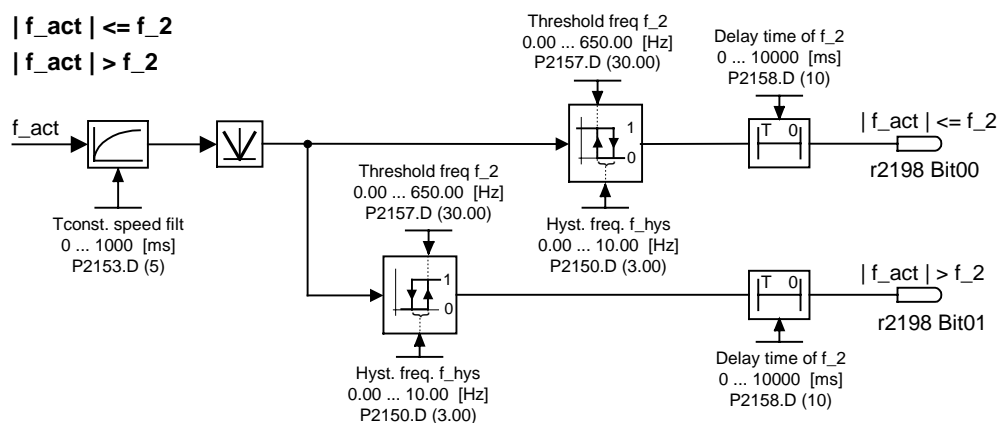 | f_act | <= f_2
| f_act | > f_2
Threshold freq f_2
0.00 ... 650.00 [Hz]
P2157.D (30.00)
Delay time of f_2
0 ... 10000 [ms]
P2158.D (10)
f_act
1
0
T 0
| f_act | <= f_2
r2198 Bit00
Threshold freq f_2
0.00 ... 650.00 [Hz]
P2157.D (30.00)
Tconst. speed filt
0 ... 1000 [ms]
P2153.D (5)
Hyst. freq. f_hys
0.00 ... 10.00 [Hz]
P2150.D (3.00)
1
0
T 0
| f_act | > f_2
r2198 Bit01
Hyst. freq. f_hys
0.00 ... 10.00 [Hz]
P2150.D (3.00)
Delay time of f_2
0 ... 10000 [ms]
P2158.D (10)